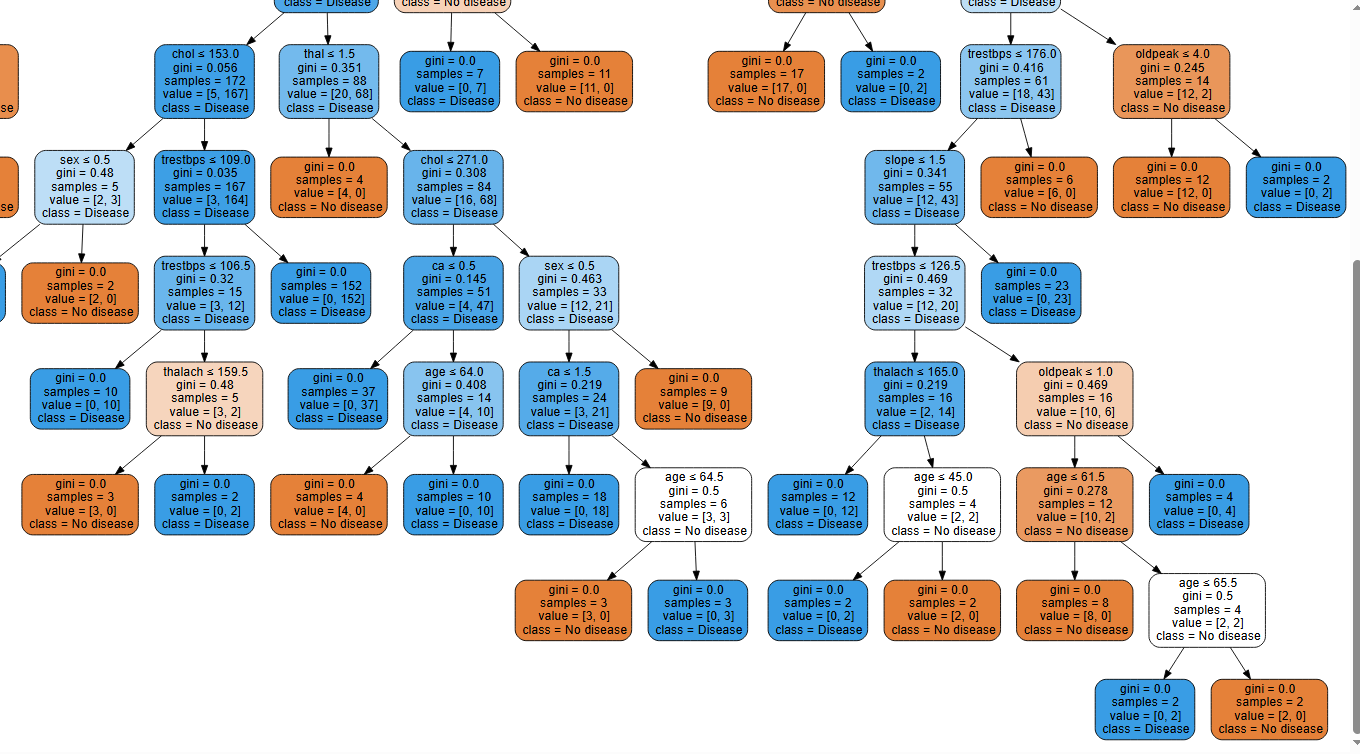 class = Disease
class = No disease
class = No disease
class = Disease
se
chol ≤ 153.0
gini = 0.056
samples = 172
value = [5, 167]
class = Disease
thal ≤ 1.5
gini = 0.351
samples = 88
value = [20, 68]
class = Disease
gini = 0.0
samples = 7
value = [0, 7]
class = Disease
gini = 0.0
samples = 11
value = [11, 0]
class = No disease
gini = 0.0
samples = 17
value = [17, 0]
class = No disease
gini = 0.0
samples = 2
value = [0, 2]
class = Disease
trestbps ≤ 176.0
gini = 0.416
samples = 61
value = [18, 43]
class = Disease
oldpeak ≤ 4.0
gini = 0.245
samples = 14
value = [12, 2]
class = No disease
se
sex ≤ 0.5
gini = 0.48
samples = 5
value = [2, 3]
class = Disease
trestbps ≤ 109.0
gini = 0.035
samples = 167
value = [3, 164]
class = Disease
gini = 0.0
samples = 4
value = [4, 0]
class = No disease
chol ≤ 271.0
gini = 0.308
samples = 84
value = [16, 68]
class = Disease
slope ≤ 1.5
gini = 0.341
samples = 55
value = [12, 43]
class = Disease
gini = 0.0
samples = 6
value = [6, 0]
class = No disease
gini = 0.0
samples = 12
value = [12, 0]
class = No disease
gini = 0.0
samples = 2
value = [0, 2]
class = Disease
gini = 0.0
samples = 2
value = [2, 0]
class = No disease
trestbps ≤ 106.5
gini = 0.32
samples = 15
value = [3, 12]
class = Disease
gini = 0.0
samples = 152
value = [0, 152]
class = Disease
ca ≤ 0.5
gini = 0.145
samples = 51
value = [4, 47]
class = Disease
sex ≤ 0.5
gini = 0.463
samples = 33
value = [12, 21]
class = Disease
trestbps ≤ 126.5
gini = 0.469
samples = 32
value = [12, 20]
class = Disease
gini = 0.0
samples = 23
value = [0, 23]
class = Disease
gini = 0.0
samples = 10
value = [0, 10]
class = Disease
thalach ≤ 159.5
gini = 0.48
samples = 5
value = [3, 2]
class = No disease
gini = 0.0
samples = 37
value = [0, 37]
class = Disease
age ≤ 64.0
gini = 0.408
samples = 14
value = [4, 10]
class = Disease
ca ≤ 1.5
gini = 0.219
samples = 24
value = [3, 21]
class = Disease
gini = 0.0
samples = 9
value = [9, 0]
class = No disease
thalach ≤ 165.0
gini = 0.219
samples = 16
value = [2, 14]
class = Disease
oldpeak ≤ 1.0
gini = 0.469
samples = 16
value = [10, 6]
class = No disease
gini = 0.0
samples = 3
value = [3, 0]
class = No disease
gini = 0.0
samples = 2
value = [0, 2]
class = Disease
gini = 0.0
samples = 4
value = [4, 0]
class = No disease
gini = 0.0
samples = 10
value = [0, 10]
class = Disease
gini = 0.0
samples = 18
value = [0, 18]
class = Disease
age ≤ 64.5
gini = 0.5
samples = 6
value = [3, 3]
class = No disease
gini = 0.0
samples = 12
value = [0, 12]
class = Disease
age ≤ 45.0
gini = 0.5
samples = 4
value = [2, 2]
class = No disease
age ≤ 61.5
gini = 0.278
samples = 12
value = [10, 2]
class = No disease
gini = 0.0
samples = 4
value = [0, 4]
class = Disease
gini = 0.0
samples = 3
value = [3, 0]
class = No disease
gini = 0.0
samples = 3
value = [0, 3]
class = Disease
gini = 0.0
samples = 2
value = [0, 2]
class = Disease
gini = 0.0
samples = 2
value = [2, 0]
class = No disease
gini = 0.0
samples = 8
value = [8, 0]
class = No disease
age ≤ 65.5
gini = 0.5
samples = 4
value = [2, 2]
class = No disease
gini = 0.0
samples = 2
value = [0, 2]
class = Disease
gini = 0.0
samples = 2
value = [2, 0]
class = No disease